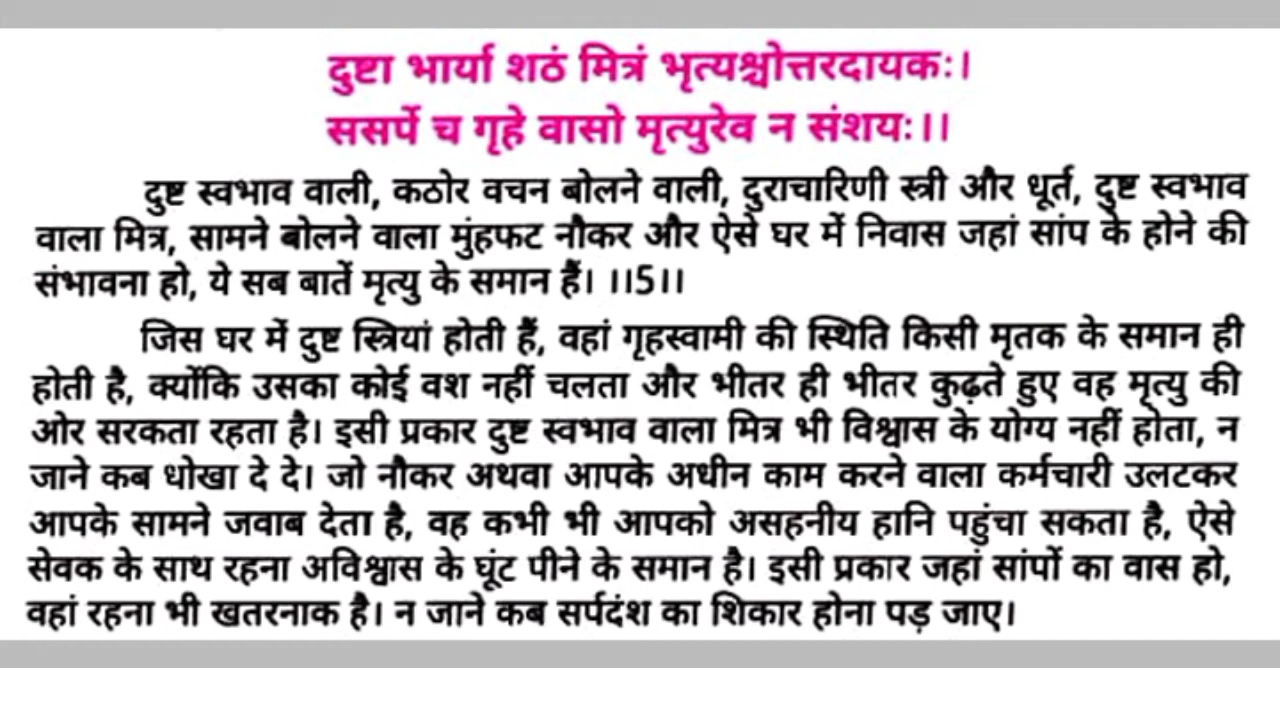 दुष्टा भार्या शठं मित्रं भृत्यश्चोत्तरदायकः।
ससर्पे च गृहे वासो मृत्युरेव न संशयः।।
दुष्ट स्वभाव वाली, कठोर वचन बोलने वाली, दुराचारिणी स्त्री और धूर्त, दुष्ट स्वभाव
वाला मित्र, सामने बोलने वाला मुंहफट नौकर और ऐसे घर में निवास जहां सांप के होने की
संभावना हो, ये सब बातें मृत्यु के समान हैं। ।।5।।
जिस घर में दुष्ट स्त्रियां होती हैं, वहां गृहस्वामी की स्थिति किसी मृतक के समान ही
होती है, क्योंकि उसका कोई वश नहीं चलता और भीतर ही भीतर कुढ़ते हुए वह मृत्यु की
ओर सरकता रहता है। इसी प्रकार दुष्ट स्वभाव वाला मित्र भी विश्वास के योग्य नहीं होता, न
जाने कब धोखा दे दे। जो नौकर अथवा आपके अधीन काम करने वाला कर्मचारी उलटकर
आपके सामने जवाब देता है, वह कभी भी आपको असहनीय हानि पहुंचा सकता है, ऐसे
सेवक के साथ रहना अविश्वास के घूंट पीने के समान है। इसी प्रकार जहां सांपों का वास हो,
वहां रहना भी खतरनाक है। न जाने कब सर्पदंश का शिकार होना पड़ जाए।